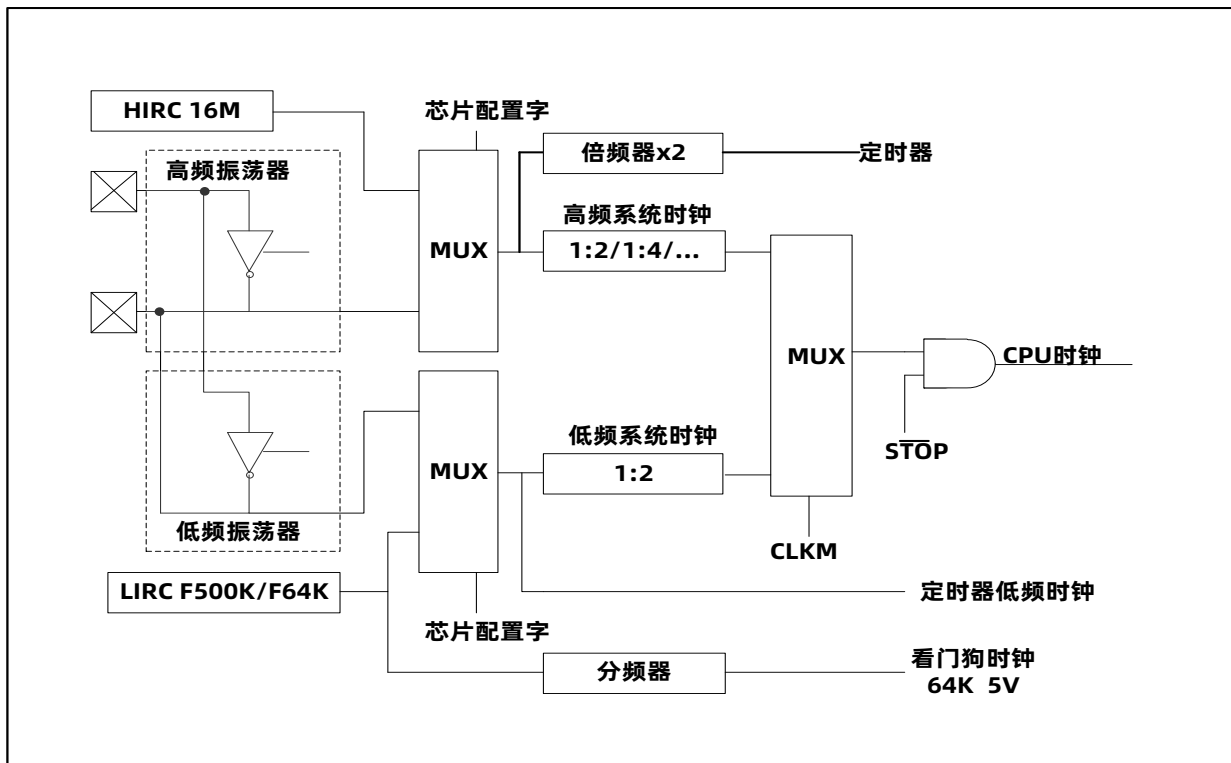 HIRC 16M
芯片配置字
高频振荡器
倍频器x2
定时器
高频系统时钟
MUX
1:2/1:4/...
MUX
CPU时钟
低频系统时钟
STOP
MUX
1:2
低频振荡器
CLKM
LIRC F500K/F64K
定时器低频时钟
芯片配置字
分频器
看门狗时钟
64K 5V